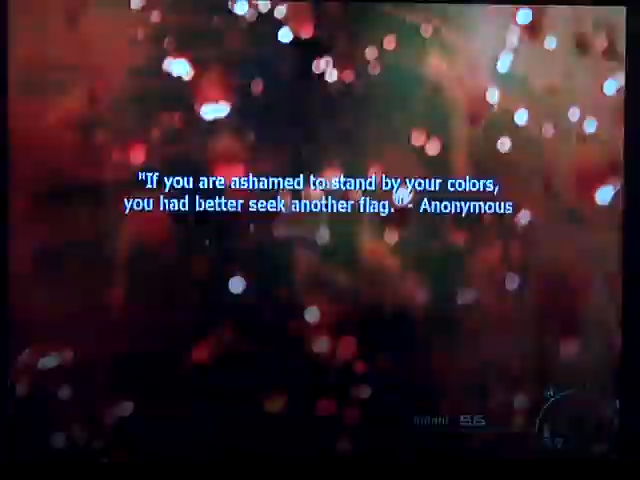 "If you are ashamed to stand by your colors,
you had better seek another flag." - Anonymous